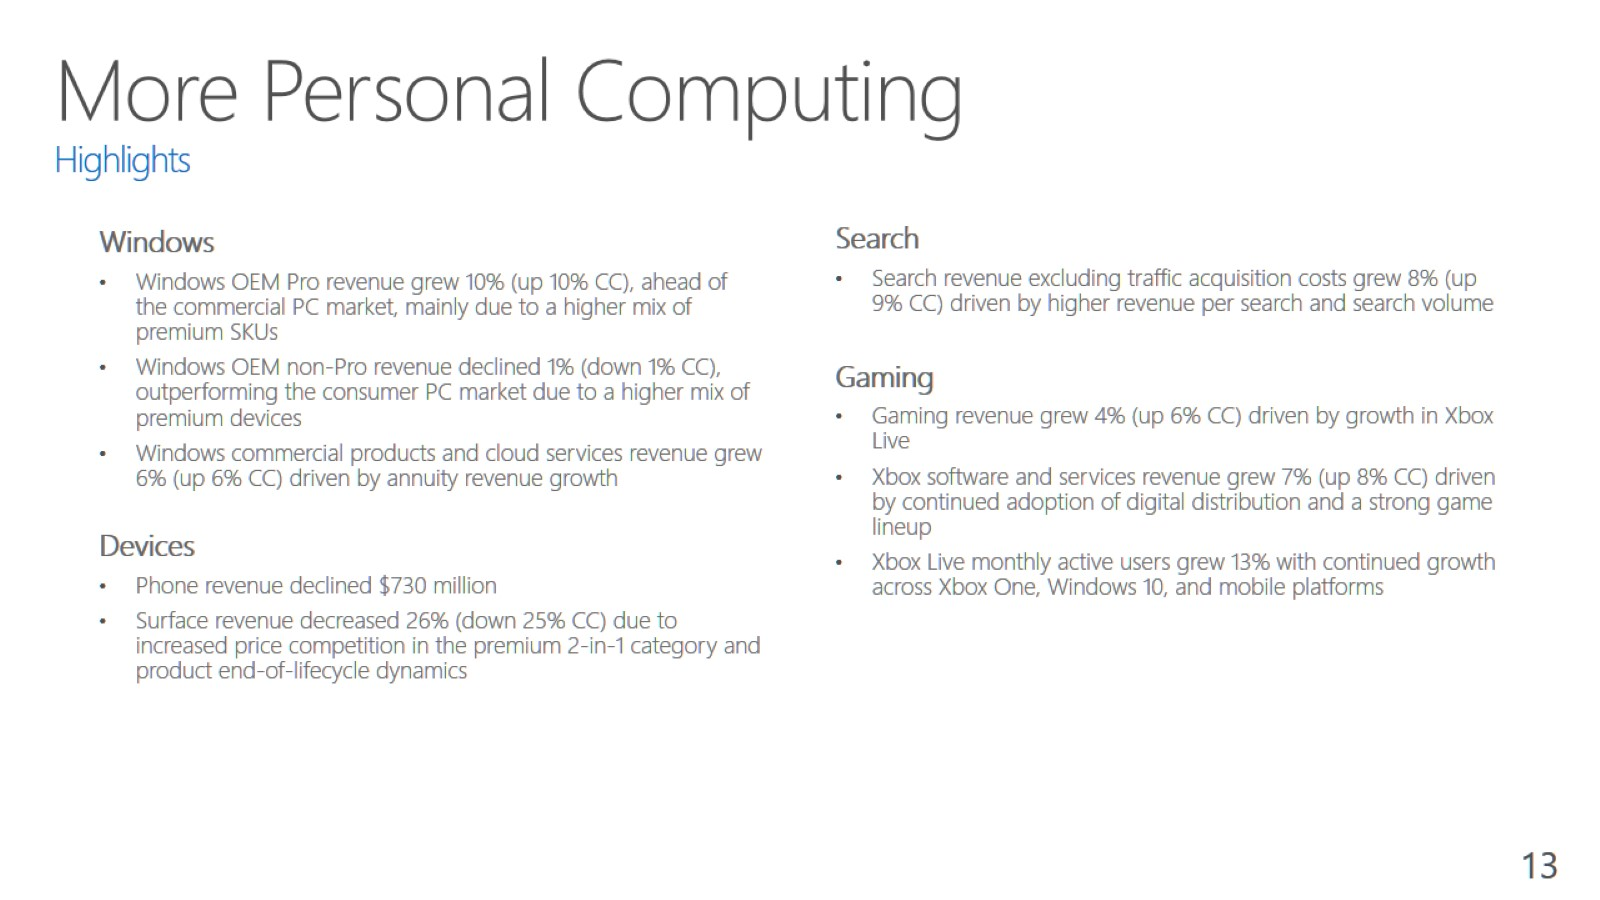 More Personal Computing
Highlights
Windows
• Windows OEM Pro revenue grew 10% (up 10% CC), ahead of
the commercial PC market, mainly due to a higher mix of
premium SKUs
• Windows OEM non-Pro revenue declined 1% (down 1% CC),
outperforming the consumer PC market due to a higher mix of
premium devices
• Windows commercial products and cloud services revenue grew
6% (up 6% CC) driven by annuity revenue growth
Devices
• Phone revenue declined $730 million
• Surface revenue decreased 26% (down 25% CC) due to
increased price competition in the premium 2-in-1 category and
product end-of-lifecycle dynamics
Search
• Search revenue excluding traffic acquisition costs grew 8% (up
9% CC) driven by higher revenue per search and search volume
Gaming
• Gaming revenue grew 4% (up 6% CC) driven by growth in Xbox
Live
• Xbox software and services revenue grew 7% (up 8% CC) driven
by continued adoption of digital distribution and a strong game
lineup
• Xbox Live monthly active users grew 13% with continued growth
across Xbox One, Windows 10, and mobile platforms
13